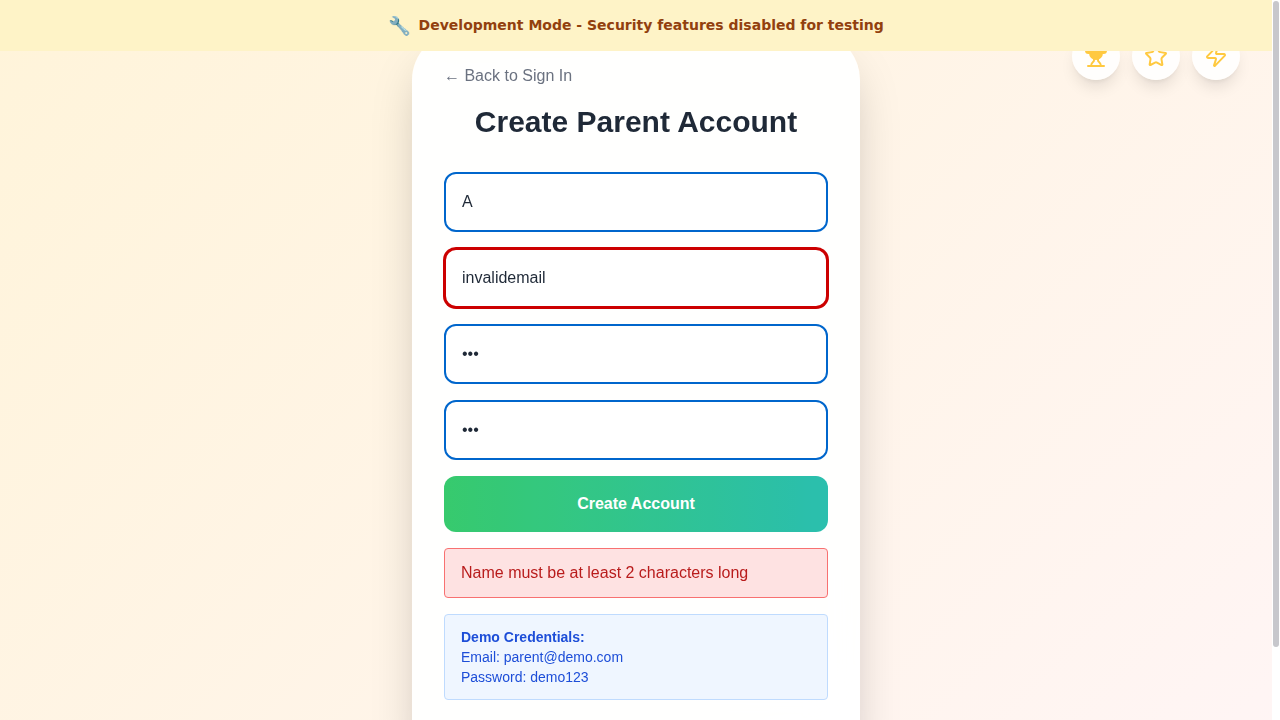 🔧 Development Mode - Security features disabled for testing
← Back to Sign In
Create Parent Account
A
invalidemail
•••
•••
Create Account
Name must be at least 2 characters long
Demo Credentials:
Email: parent@demo.com
Password: demo123